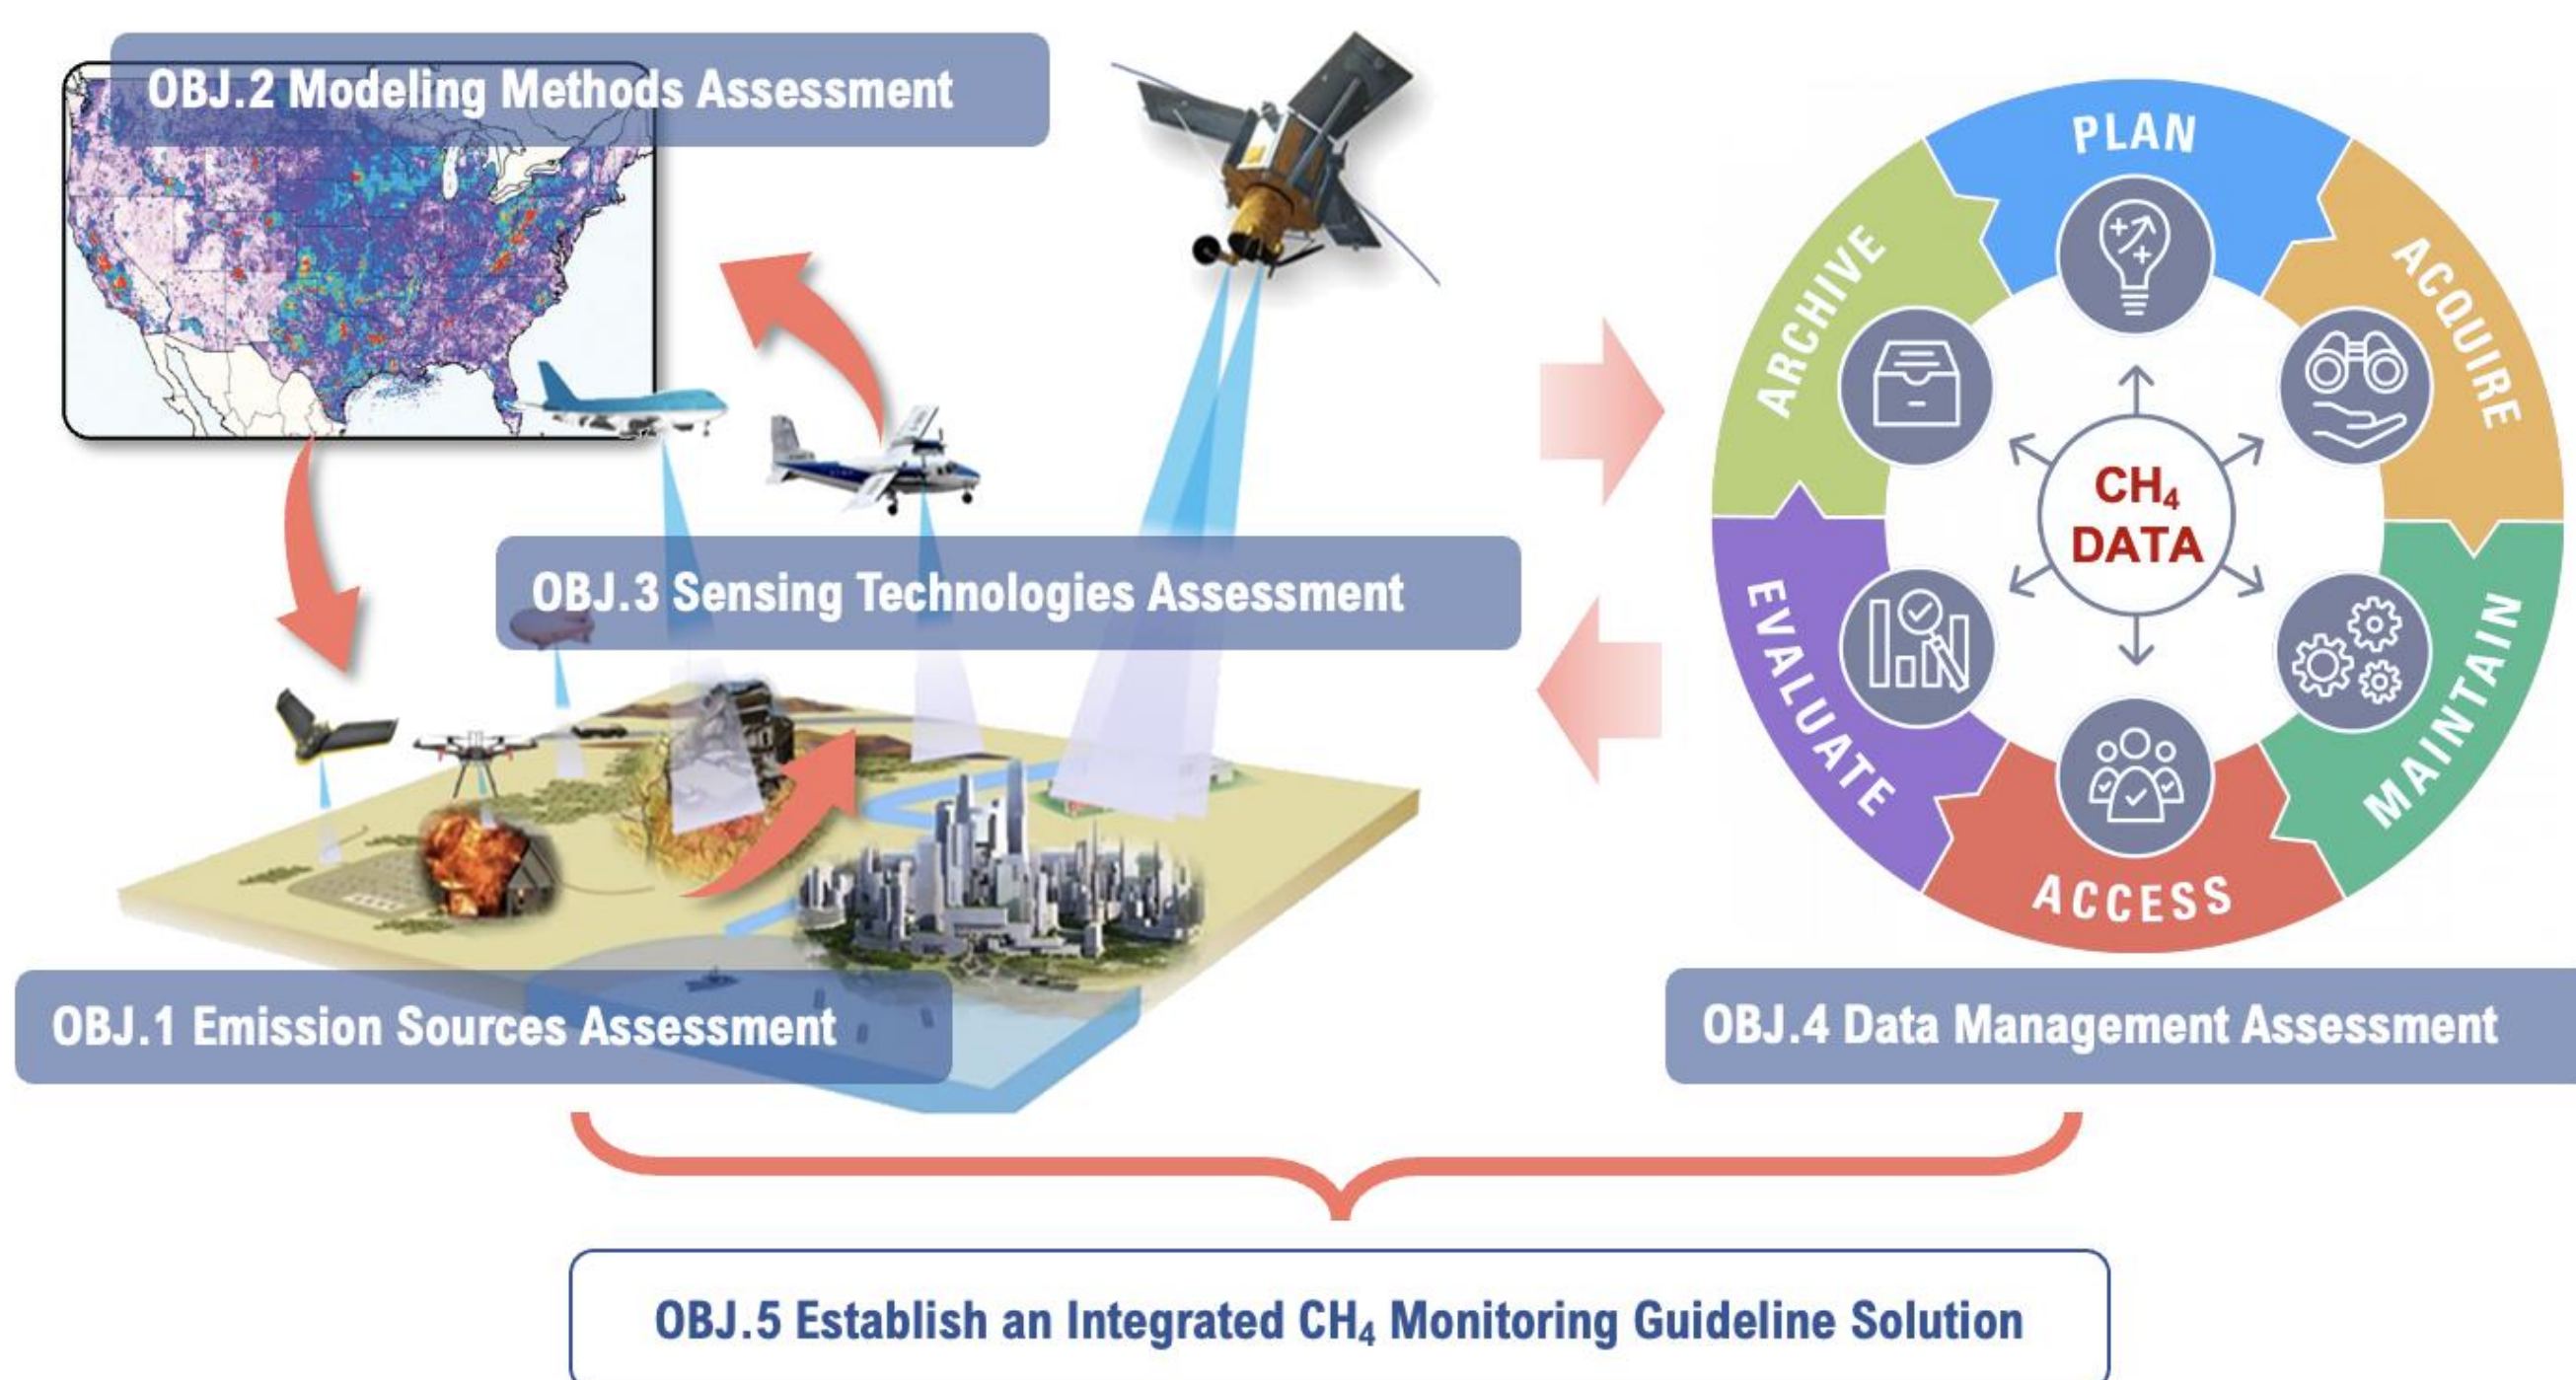 OBJ.2 Modeling Methods Assessment
OBJ.3 Sensing Technologies Assessment
OBJ.1 Emission Sources Assessment
PLAN
ACQUIRE
MAINTAIN
ACCESS
EVALUATE
ARCHIVE
CH₄
DATA
OBJ.4 Data Management Assessment
OBJ.5 Establish an Integrated CH₄ Monitoring Guideline Solution